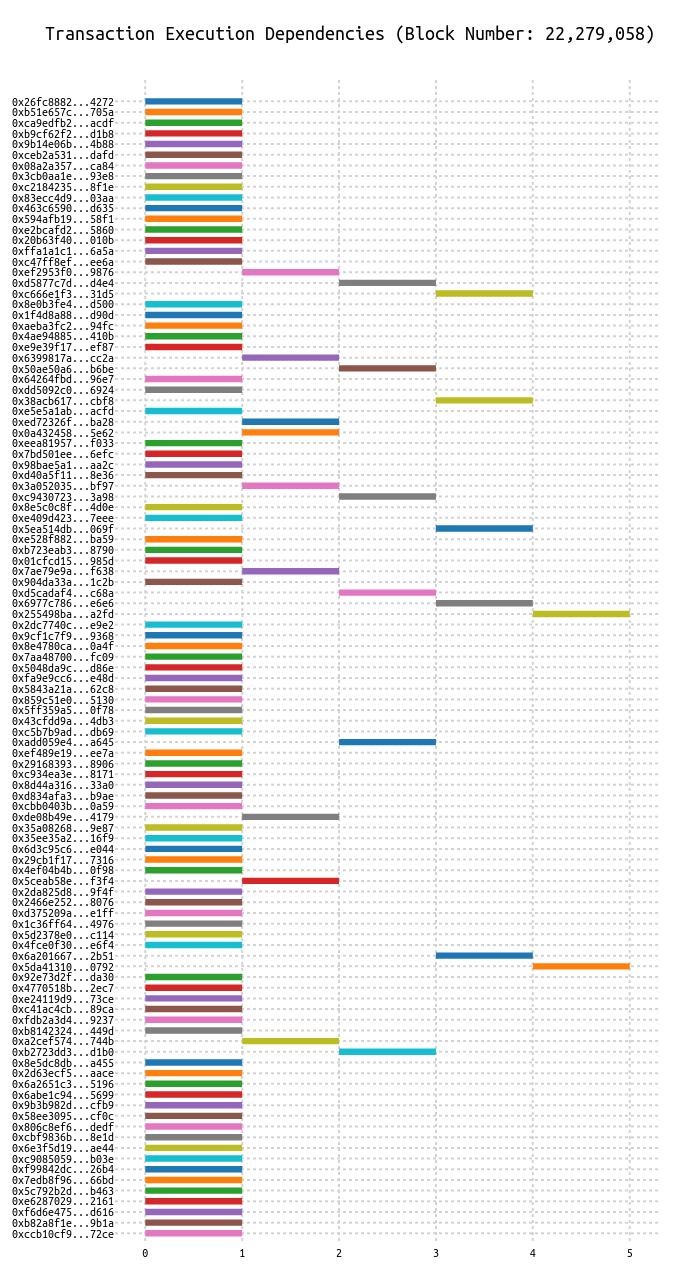 Transaction Execution Dependencies (Block Number: 22,279,058)
0x26fc8882...4272
0xb51e657c...705a
0xca9edfb2...acdf
0xb9cf62f2...d1b8
0x9b14e06b...4b88
0xceb2a531...dafd
0x08a2a357...ca84
0x3cb0aa1e...93e8
0xc2184235...8f1e
0x83ecc4d9...03aa
0x463c6590...d635
0x594afb19...58f1
0xe2bcafd2...5860
0x20b63f40...010b
0xffa1a1c1...6a5a
0xc47ff8ef...ee6a
0xef2953f0...9876
0xd5877c7d...d4e4
0xc666e1f3...31d5
0x8e0b3fe4...d500
0x1f4d8a88...d90d
0xaeba3fc2...94fc
0x4ae94885...410b
0xe9e39f17...ef87
0x6399817a...cc2a
0x50ae50a6...b6be
0x64264fbd...96e7
0xdd5092c0...6924
0x38acb617...cbf8
0xe5e5a1ab...acfd
0xed72326f...ba28
0x0a432458...5e62
0xeea81957...f033
0x7bd501ee...6efc
0x98bae5a1...aa2c
0xd40a5f11...8e36
0x3a052035...bf97
0xc9430723...3a98
0x8e5c0c8f...4d0e
0xe409d423...7eee
0x5ea514db...069f
0xe528f882...ba59
0xb723eab3...8790
0x01cfcd15...985d
0x7ae79e9a...f638
0x904da33a...1c2b
0xd5cadaf4...c68a
0x6977c786...e6e6
0x255498ba...a2fd
0x2dc7740c...e9e2
0x9cf1c7f9...9368
0x8e4780ca...0a4f
0x7aa48700...fc09
0x5048da9c...d86e
0xfa9e9cc6...e48d
0x5843a21a...62c8
0x859c51e0...5130
0x5ff359a5...0f78
0x43cfdd9a...4db3
0xc5b7b9ad...db69
0xadd059e4...a645
0xef489e19...ee7a
0x29168393...8906
0xc934ea3e...8171
0x8d44a316...33a0
0xd834afa3...b9ae
0xcbb0403b...0a59
0xde08b49e...4179
0x35a08268...9e87
0x35ee35a2...16f9
0x6d3c95c6...e044
0x29cb1f17...7316
0x4ef04b4b...0f98
0x5ceab58e...f3f4
0x2da825d8...9f4f
0x2466e252...8076
0xd375209a...e1ff
0x1c36ff64...4976
0x5d2378e0...c114
0x4fce0f30...e6f4
0x6a201667...2b51
0x5da41310...0792
0x92e73d2f...da30
0x4770518b...2ec7
0xe24119d9...73ce
0xc41ac4cb...89ca
0xfdb2a3d4...9237
0xb8142324...449d
0xa2cef574...744b
0xb2723dd3...d1b0
0x8e5dc8db...a455
0x2d63ecf5...aace
0x6a2651c3...5196
0x6abe1c94...5699
0x9b3b982d...cfb9
0x58ee3095...cf0c
0x806c8ef6...dedf
0xcbf9836b...8e1d
0x6e3f5d19...ae44
0xc9085059...b03e
0xf99842dc...26b4
0x7edb8f96...66bd
0x5c792b2d...b463
0xe6287029...2161
0xf6d6e475...d616
0xb82a8f1e...9b1a
0xccb10cf9...72ce
0 1 2 3 4 5